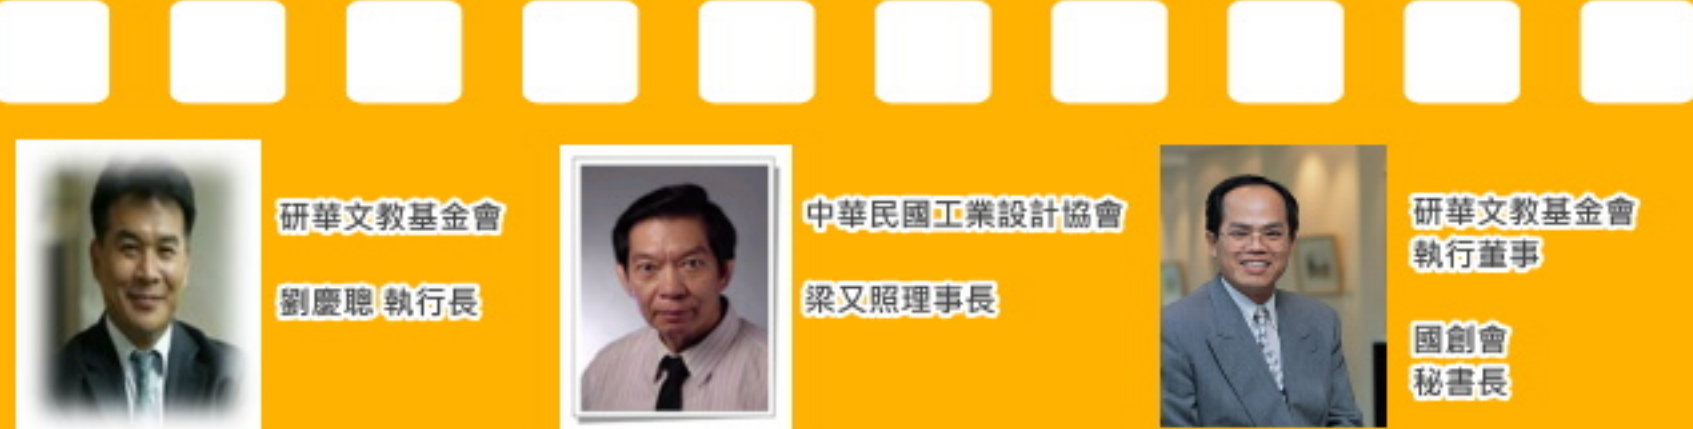 研華文教基金會
劉慶聰 執行長
中華民國工業設計協會
梁又照理事長
研華文教基金會
執行董事
國創會
秘書長